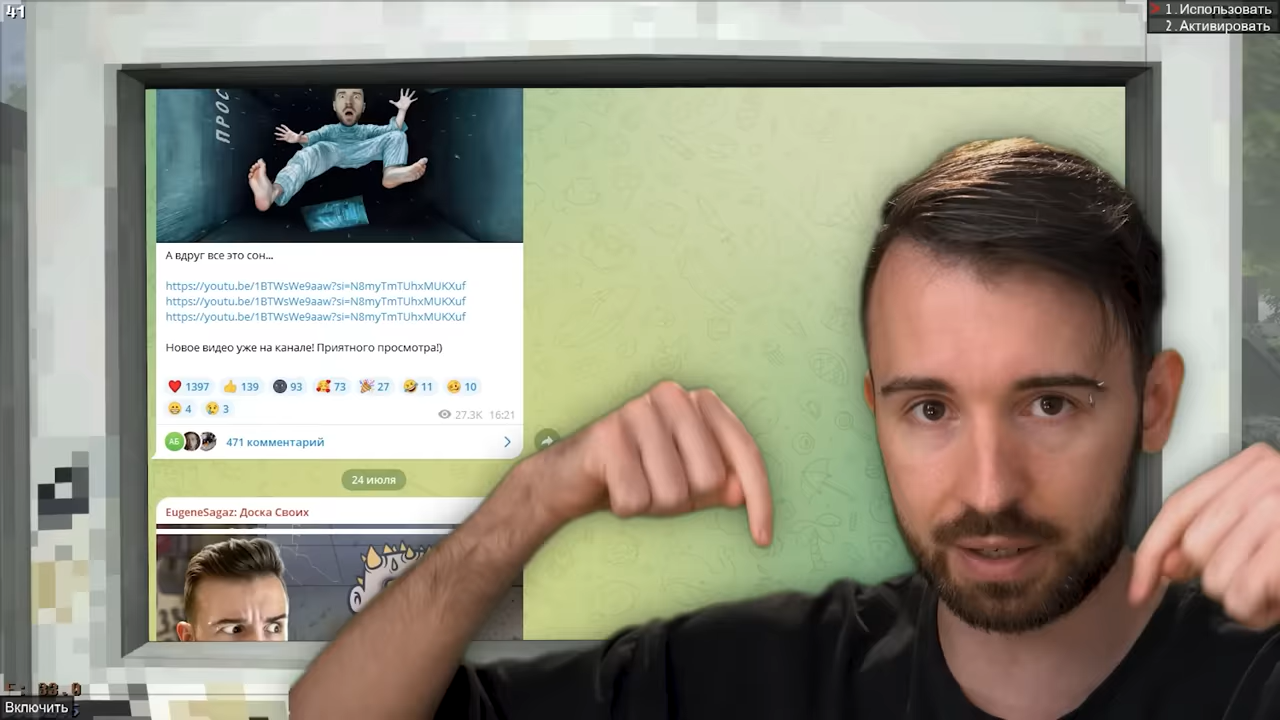 41
1.Использовать
2.Активировать
ПРОС
А вдруг все это сон...
https://youtu.be/1BTWsWe9aaw?si=N8myTmTUhxMUKXuf
https://youtu.be/1BTWsWe9aaw?si=N8myTmTUhxMUKXuf
https://youtu.be/1BTWsWe9aaw?si=N8myTmTUhxMUKXuf
Новое видео уже на канале! Приятного просмотра!)
1397 139 93 73 27 11 10
4 3
27.3K 16:21
АБ 471 комментарий
24 июля
EugeneSagaz: Доска Своих
Включить